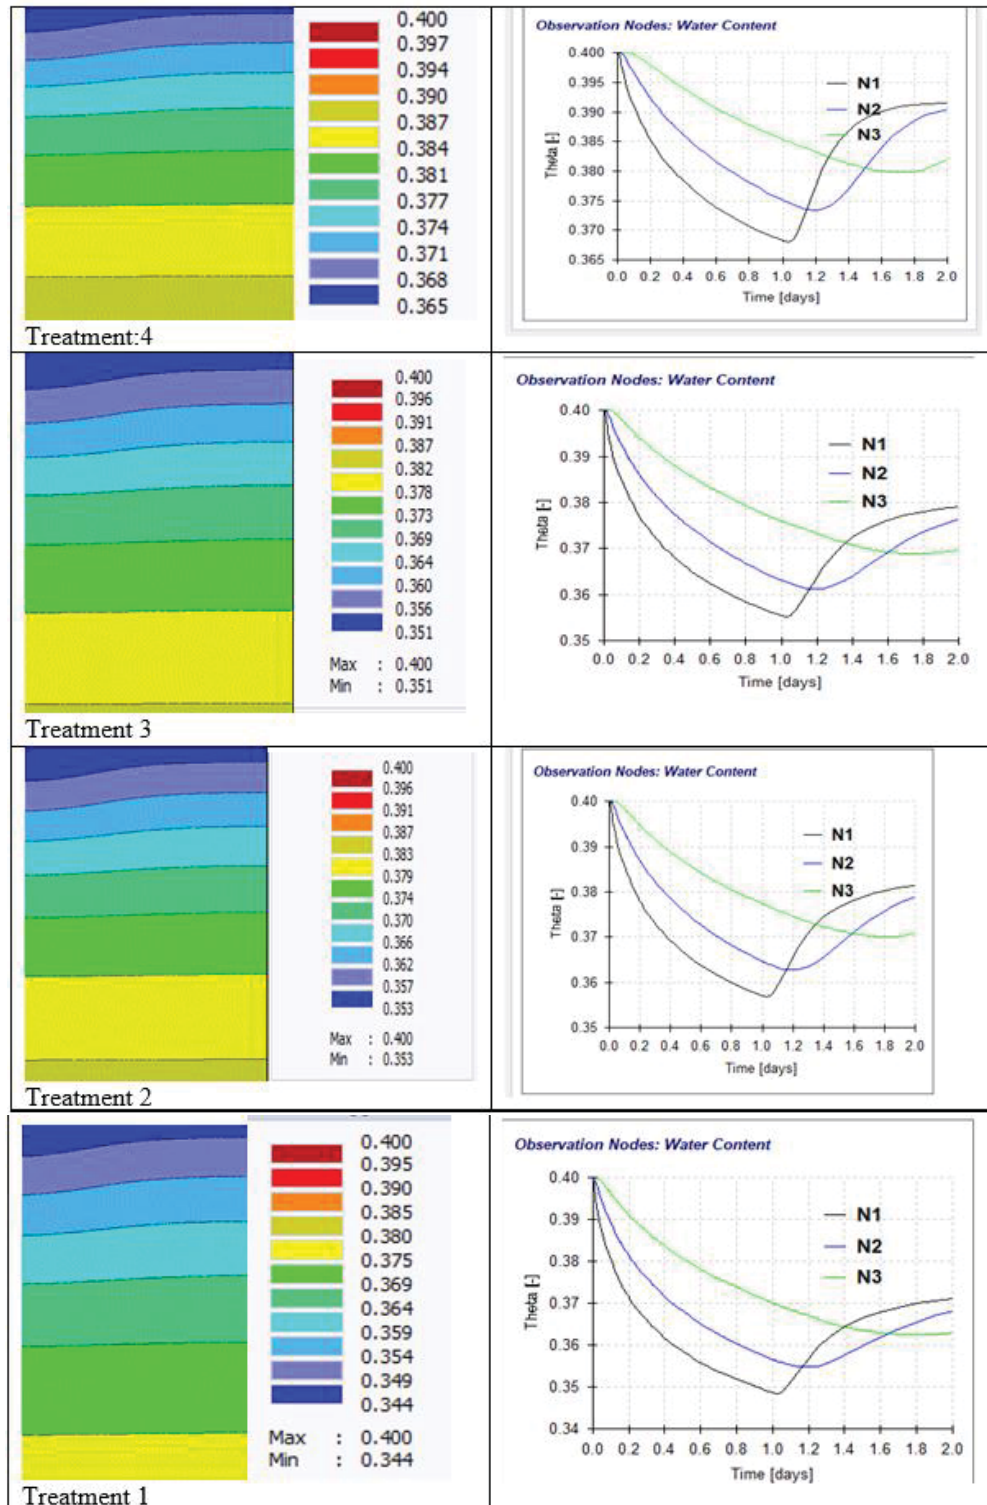 0.400
0.397
0.394
0.390
0.387
0.384
0.381
0.377
0.374
0.371
0.368
0.365
Treatment:4
Observation Nodes: Water Content
0.400
0.395
0.390
0.385
0.380
0.375
0.370
0.365
Theta [-]
N1
N2
N3
0.0 0.2 0.4 0.6 0.8 1.0 1.2 1.4 1.6 1.8 2.0
Time [days]
0.400
0.396
0.391
0.387
0.382
0.378
0.373
0.369
0.364
0.360
0.356
0.351
Max : 0.400
Min : 0.351
Treatment 3
Observation Nodes: Water Content
0.40
0.39
0.38
0.37
0.36
0.35
Theta [-]
N1
N2
N3
0.0 0.2 0.4 0.6 0.8 1.0 1.2 1.4 1.6 1.8 2.0
Time [days]
0.400
0.396
0.391
0.387
0.383
0.379
0.374
0.370
0.366
0.362
0.357
0.353
Max : 0.400
Min : 0.353
Treatment 2
Observation Nodes: Water Content
0.40
0.39
0.38
0.37
0.36
0.35
Theta [-]
N1
N2
N3
0.0 0.2 0.4 0.6 0.8 1.0 1.2 1.4 1.6 1.8 2.0
Time [days]
0.400
0.395
0.390
0.385
0.380
0.375
0.369
0.364
0.359
0.354
0.349
0.344
Max : 0.400
Min : 0.344
Treatment 1
Observation Nodes: Water Content
0.40
0.39
0.38
0.37
0.36
0.35
0.34
Theta [-]
N1
N2
N3
0.0 0.2 0.4 0.6 0.8 1.0 1.2 1.4 1.6 1.8 2.0
Time [days]